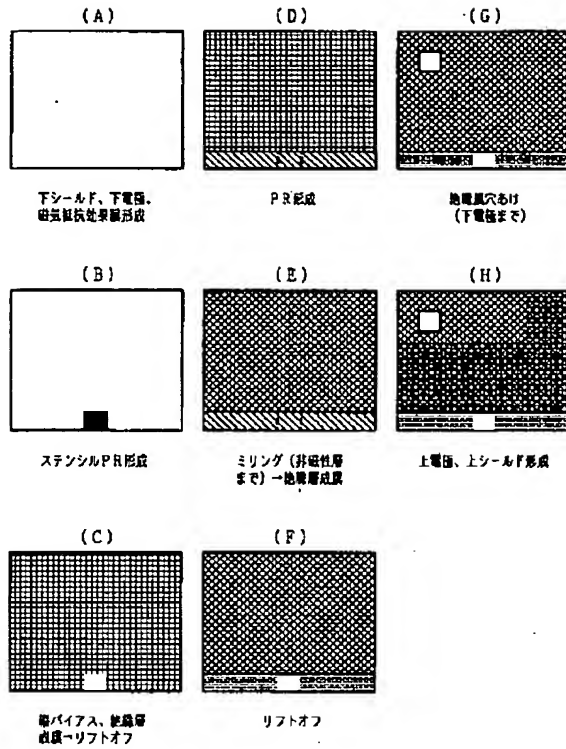 (A)
下シールド、下電極、
磁気抵抗効果膜形成
(B)
ステンシルPR形成
(C)
縦バイアス、絶縁層
成膜→リフトオフ
(D)
PR形成
(E)
ミリング(非磁性層
まで)→絶縁層成膜
(F)
リフトオフ
(G)
絶縁層穴あけ
(下電極まで)
(H)
上電極、上シールド形成